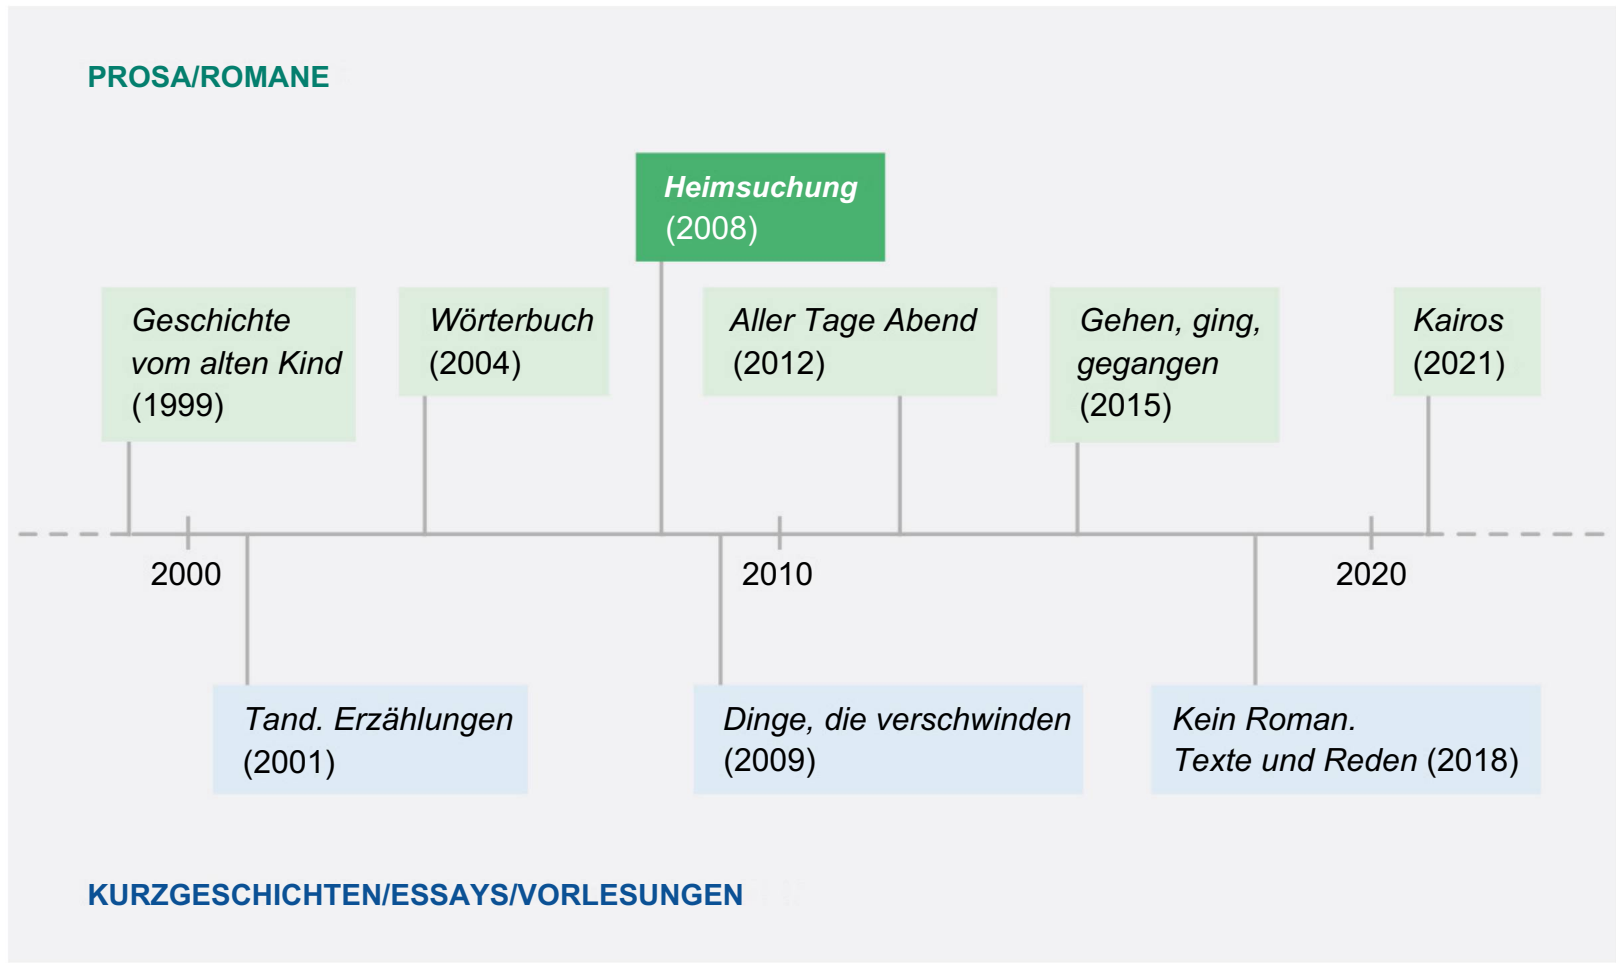 PROSA/ROMANE
Heimsuchung
(2008)
Geschichte
vom alten Kind
(1999)
Wörterbuch
(2004)
Aller Tage Abend
(2012)
Gehen, ging,
gegangen
(2015)
Kairos
(2021)
2000
2010
2020
Tand. Erzählungen
(2001)
Dinge, die verschwinden
(2009)
Kein Roman.
Texte und Reden (2018)
KURZGESCHICHTEN/ESSAYS/VORLESUNGEN